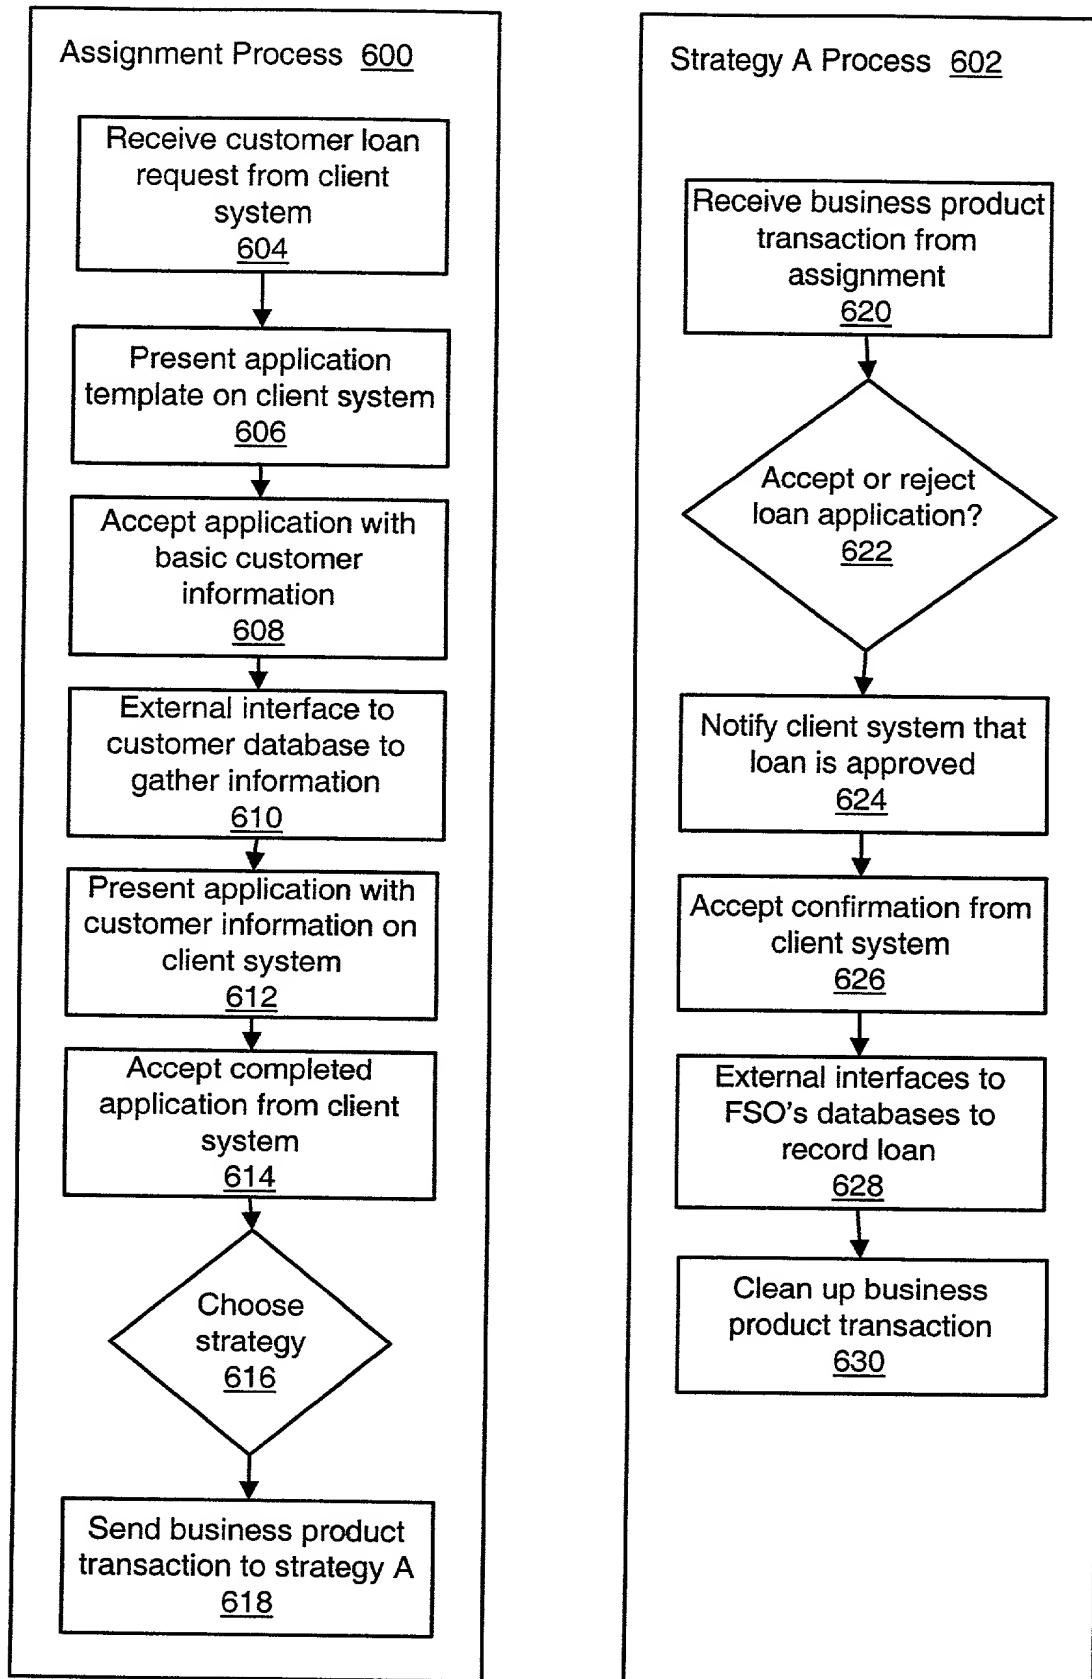 Assignment Process 600
Receive customer loan
request from client
system
604
Present application
template on client system
606
Accept application with
basic customer
information
608
External interface to
customer database to
gather information
610
Present application with
customer information on
client system
612
Accept completed
application from client
system
614
Choose
strategy
616
Send business product
transaction to strategy A
618
Strategy A Process 602
Receive business product
transaction from
assignment
620
Accept or reject
loan application?
622
Notify client system that
loan is approved
624
Accept confirmation from
client system
626
External interfaces to
FSO's databases to
record loan
628
Clean up business
product transaction
630